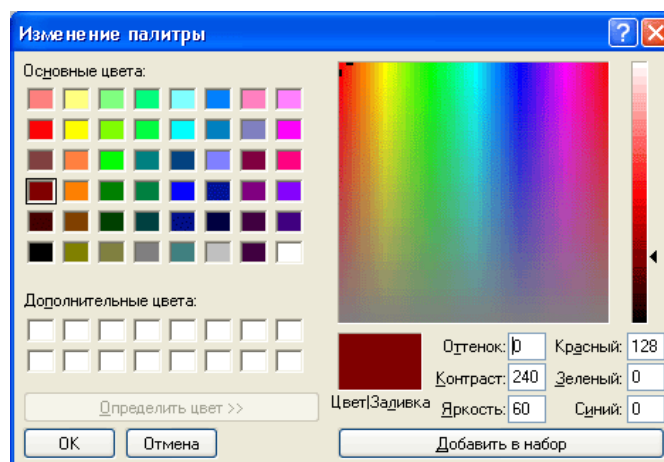 Изменение палитры
Основные цвета:
Дополнительные цвета:
Определить цвет >>
ОК
Отмена
Цвет|Заливка
Оттенок: 0
Контраст: 240
Яркость: 60
Красный: 128
Зеленый: 0
Синий: 0
Добавить в набор